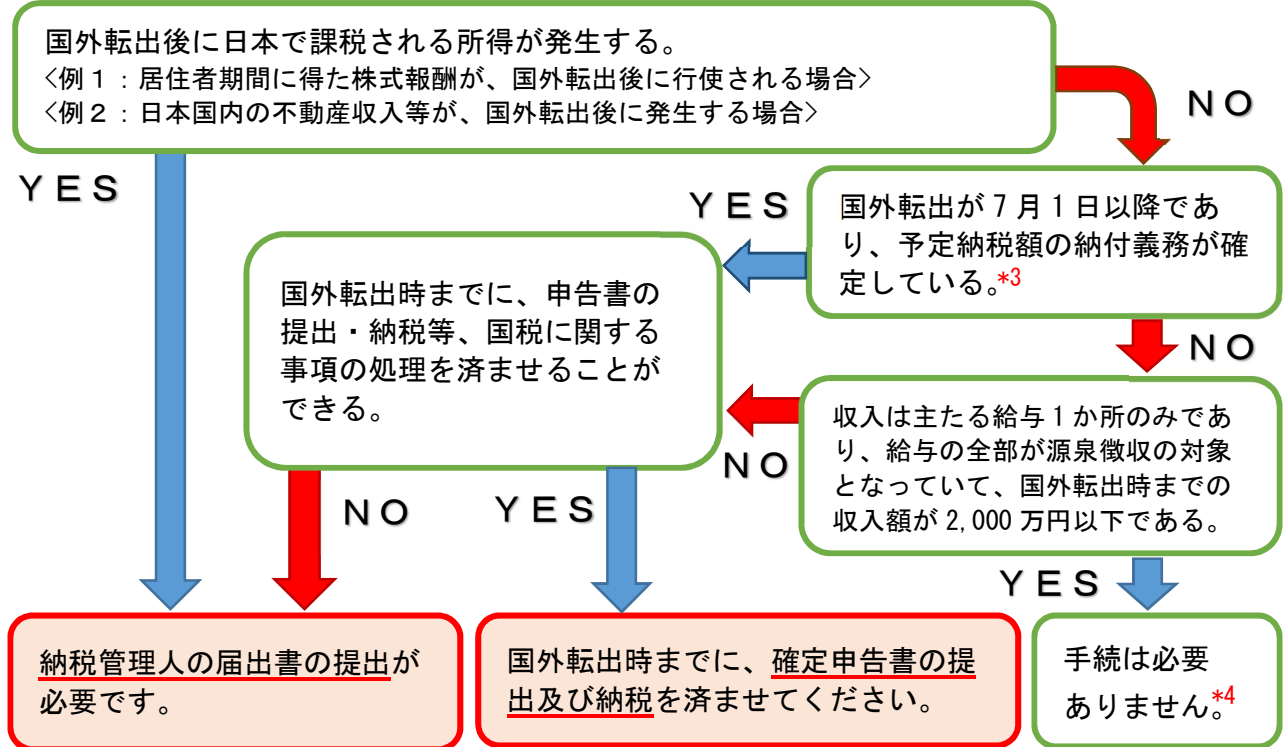 国外転出後に日本で課税される所得が発生する。
<例１：居住者期間に得た株式報酬が、国外転出後に行使される場合>
<例２：日本国内の不動産収入等が、国外転出後に発生する場合>
ＮＯ
ＹＥＳ
ＹＥＳ
国外転出が７月１日以降であ
り、予定納税額の納付義務が確
定している。*3
国外転出時までに、申告書の
提出・納税等、国税に関する
事項の処理を済ませることが
できる。
ＮＯ
収入は主たる給与１か所のみであ
り、給与の全部が源泉徴収の対象
となっていて、国外転出時までの
収入額が 2,000 万円以下である。
ＮＯ
ＮＯ
ＹＥＳ
ＹＥＳ
納税管理人の届出書の提出が
必要です。
国外転出時までに、確定申告書の提
出及び納税を済ませてください。
手続は必要
ありません。*4